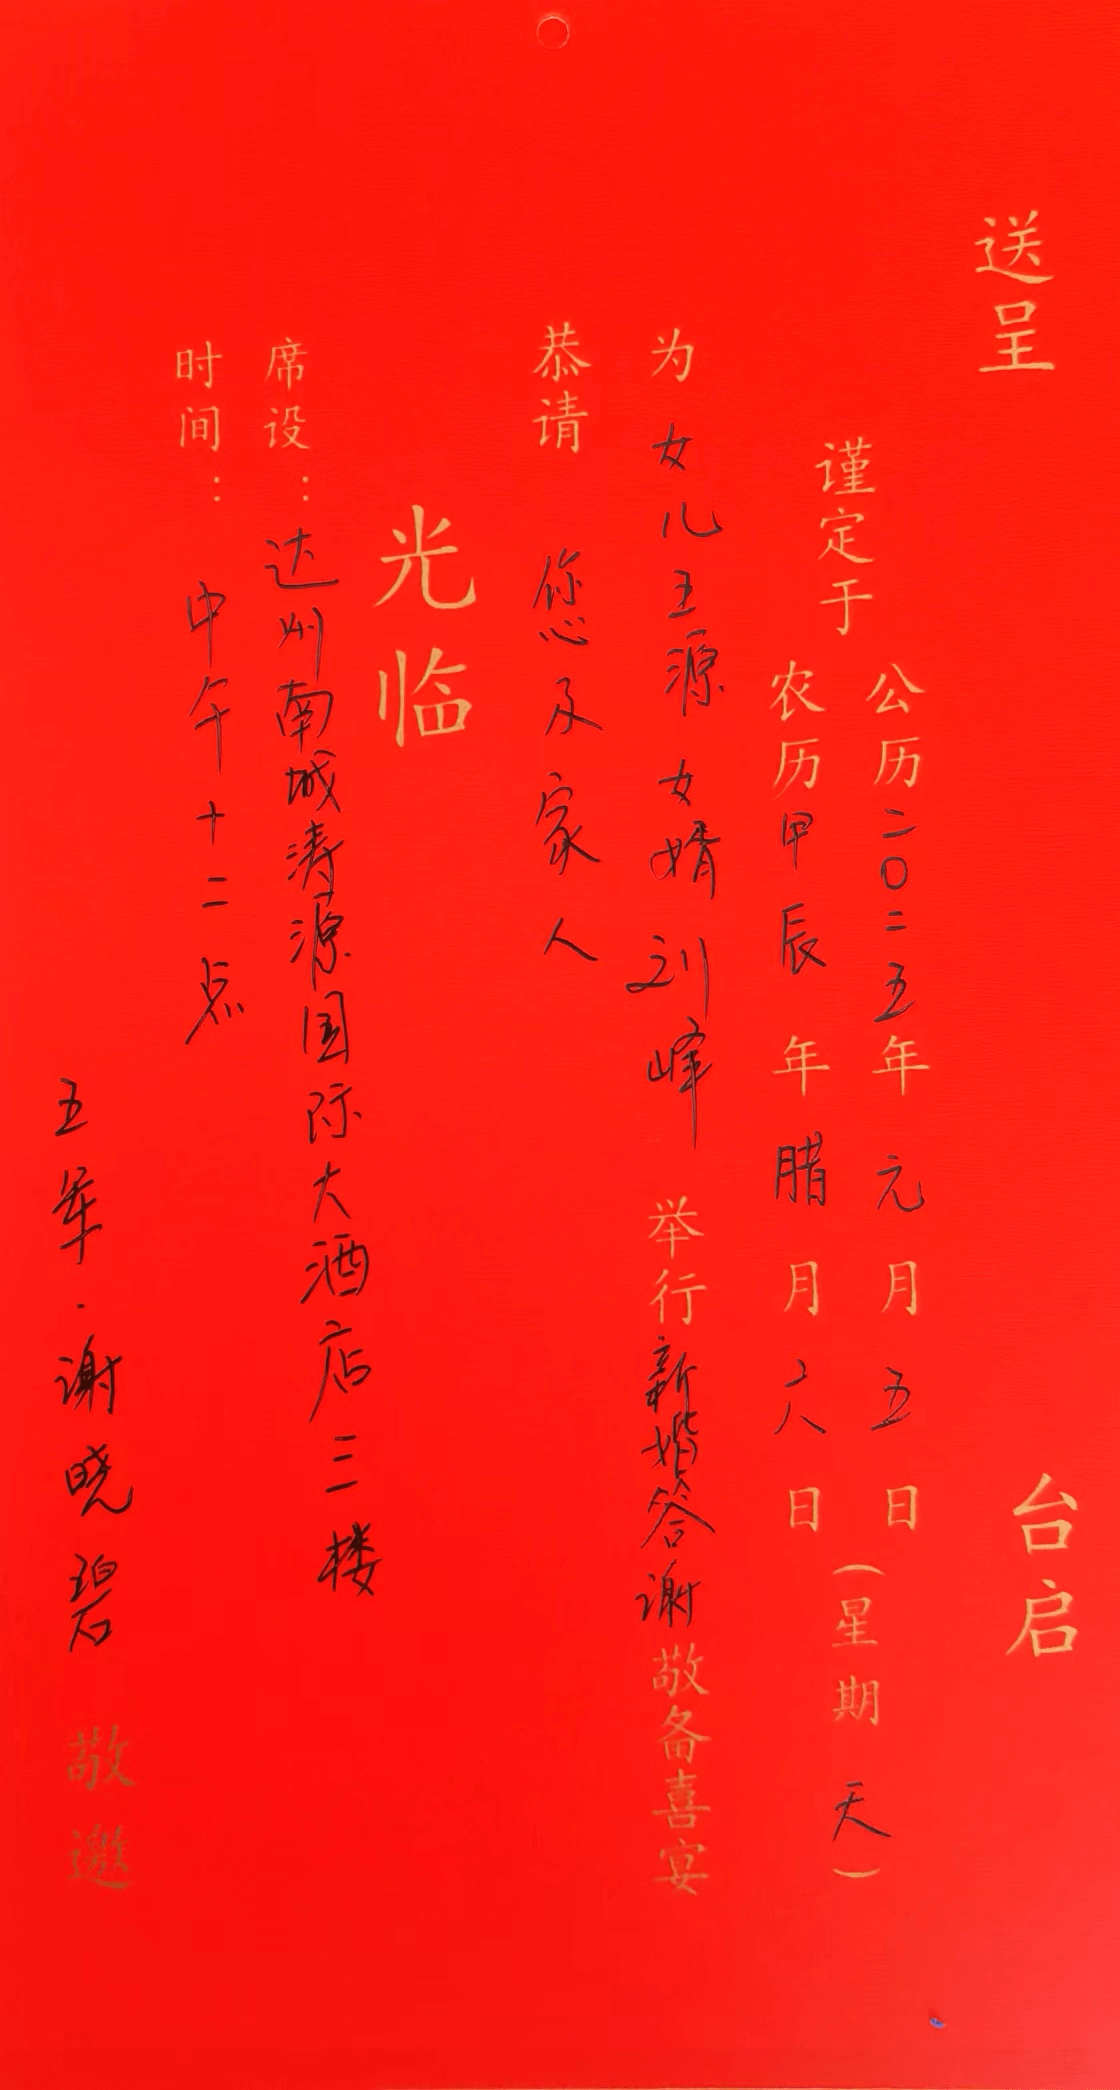 送呈 台启
谨定于
公历二〇二五年元月五日
农历甲辰年腊月六日
（星期天）
为女儿王源女婿刘峰举行新婚答谢敬备喜宴
恭请 您及家人
光临
席设：达州南城涛源国际大酒店三楼
时间：中午十二点
王军·谢晓碧 敬邀